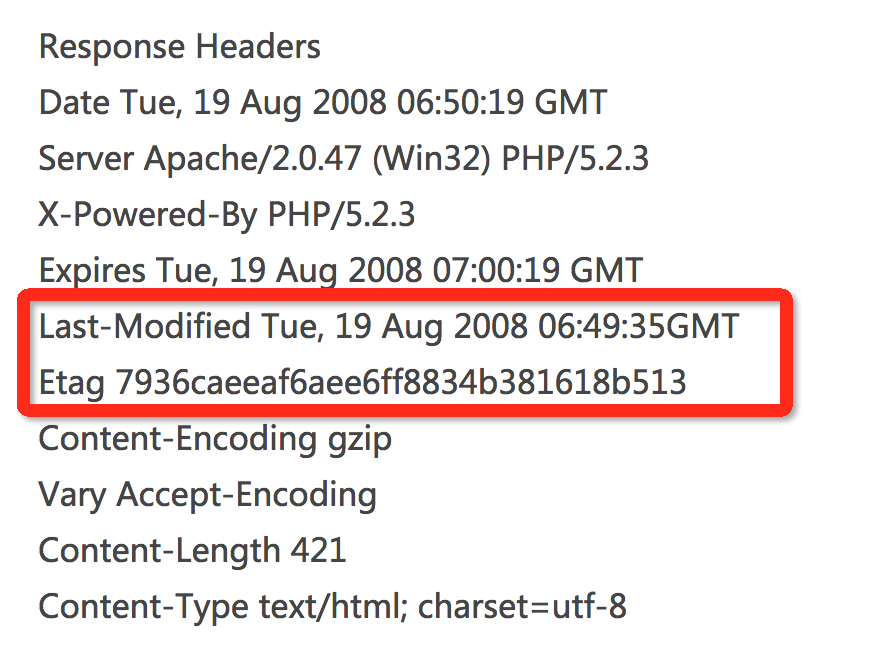 Response Headers
Date Tue, 19 Aug 2008 06:50:19 GMT
Server Apache/2.0.47 (Win32) PHP/5.2.3
X-Powered-By PHP/5.2.3
Expires Tue, 19 Aug 2008 07:00:19 GMT
Last-Modified Tue, 19 Aug 2008 06:49:35GMT
Etag 7936caeeaf6aee6ff8834b381618b513
Content-Encoding gzip
Vary Accept-Encoding
Content-Length 421
Content-Type text/html; charset=utf-8